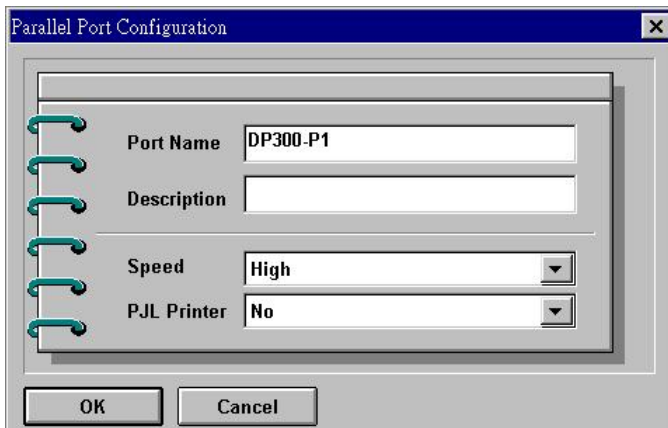 Parallel Port Configuration
Port Name DP300-P1
Description
Speed High
PJL Printer No
OK Cancel